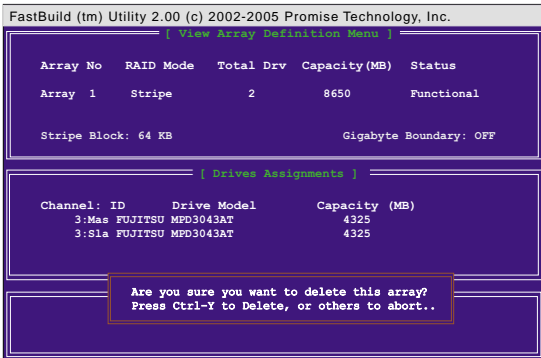 FastBuild (tm) Utility 2.00 (c) 2002-2005 Promise Technology, Inc.
[ View Array Definition Menu ]
Array No RAID Mode Total Drv Capacity(MB) Status
Array 1 Stripe 2 8650 Functional
Stripe Block: 64 KB Gigabyte Boundary: OFF
[ Drives Assignments ]
Channel: ID Drive Model Capacity (MB)
3:Mas FUJITSU MPD3043AT 4325
3:Sla FUJITSU MPD3043AT 4325
Are you sure you want to delete this array?
Press Ctrl-Y to Delete, or others to abort..